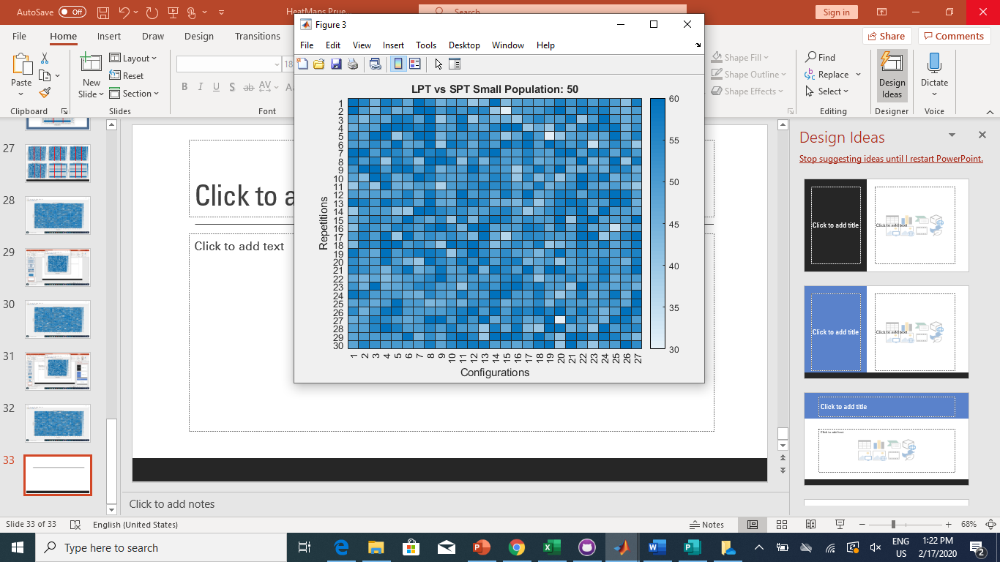 AutoSave Off
HeatMaps Prue
Search
Sign in
File Home Insert Draw Design Transitions
Share Comments
Paste
Clipboard
New
Slide
Layout
Reset
Section
Slides
18
B I U S ab AV
Font
Shape Fill
Shape Outline
Shape Effects
Find
Replace
Select
Editing
Design
Ideas
Designer
Dictate
Voice
Figure 3
File Edit View Insert Tools Desktop Window Help
LPT vs SPT Small Population: 50
Repetitions
1
2
3
4
5
6
7
8
9
10
11
12
13
14
15
16
17
18
19
20
21
22
23
24
25
26
27
28
29
30
1 2 3 4 5 6 7 8 9 10 11 12 13 14 15 16 17 18 19 20 21 22 23 24 25 26 27
Configurations
60
55
50
45
40
35
30
27
28
29
30
31
32
33
Click to a
Click to add text
Click to add notes
Design Ideas
Stop suggesting ideas until I restart PowerPoint.
Click to add title
Click to add text
Click to add title
Click to add text
Click to add title
Click to add text
Slide 33 of 33
English (United States)
Notes
68%
Type here to search
ENG
US
1:22 PM
2/17/2020
2